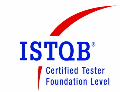 ISTQB®
Certified Tester
Foundation Level